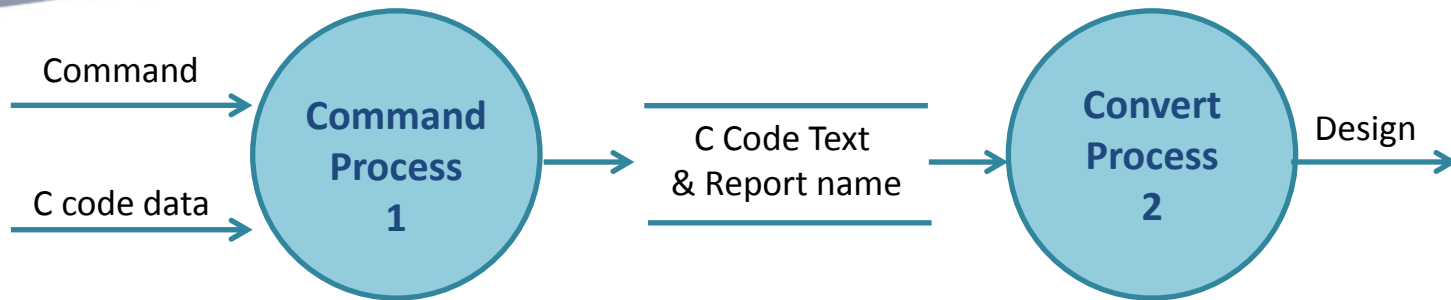 Command
C code data
Command
Process
1
C Code Text
& Report name
Convert
Process
2
Design